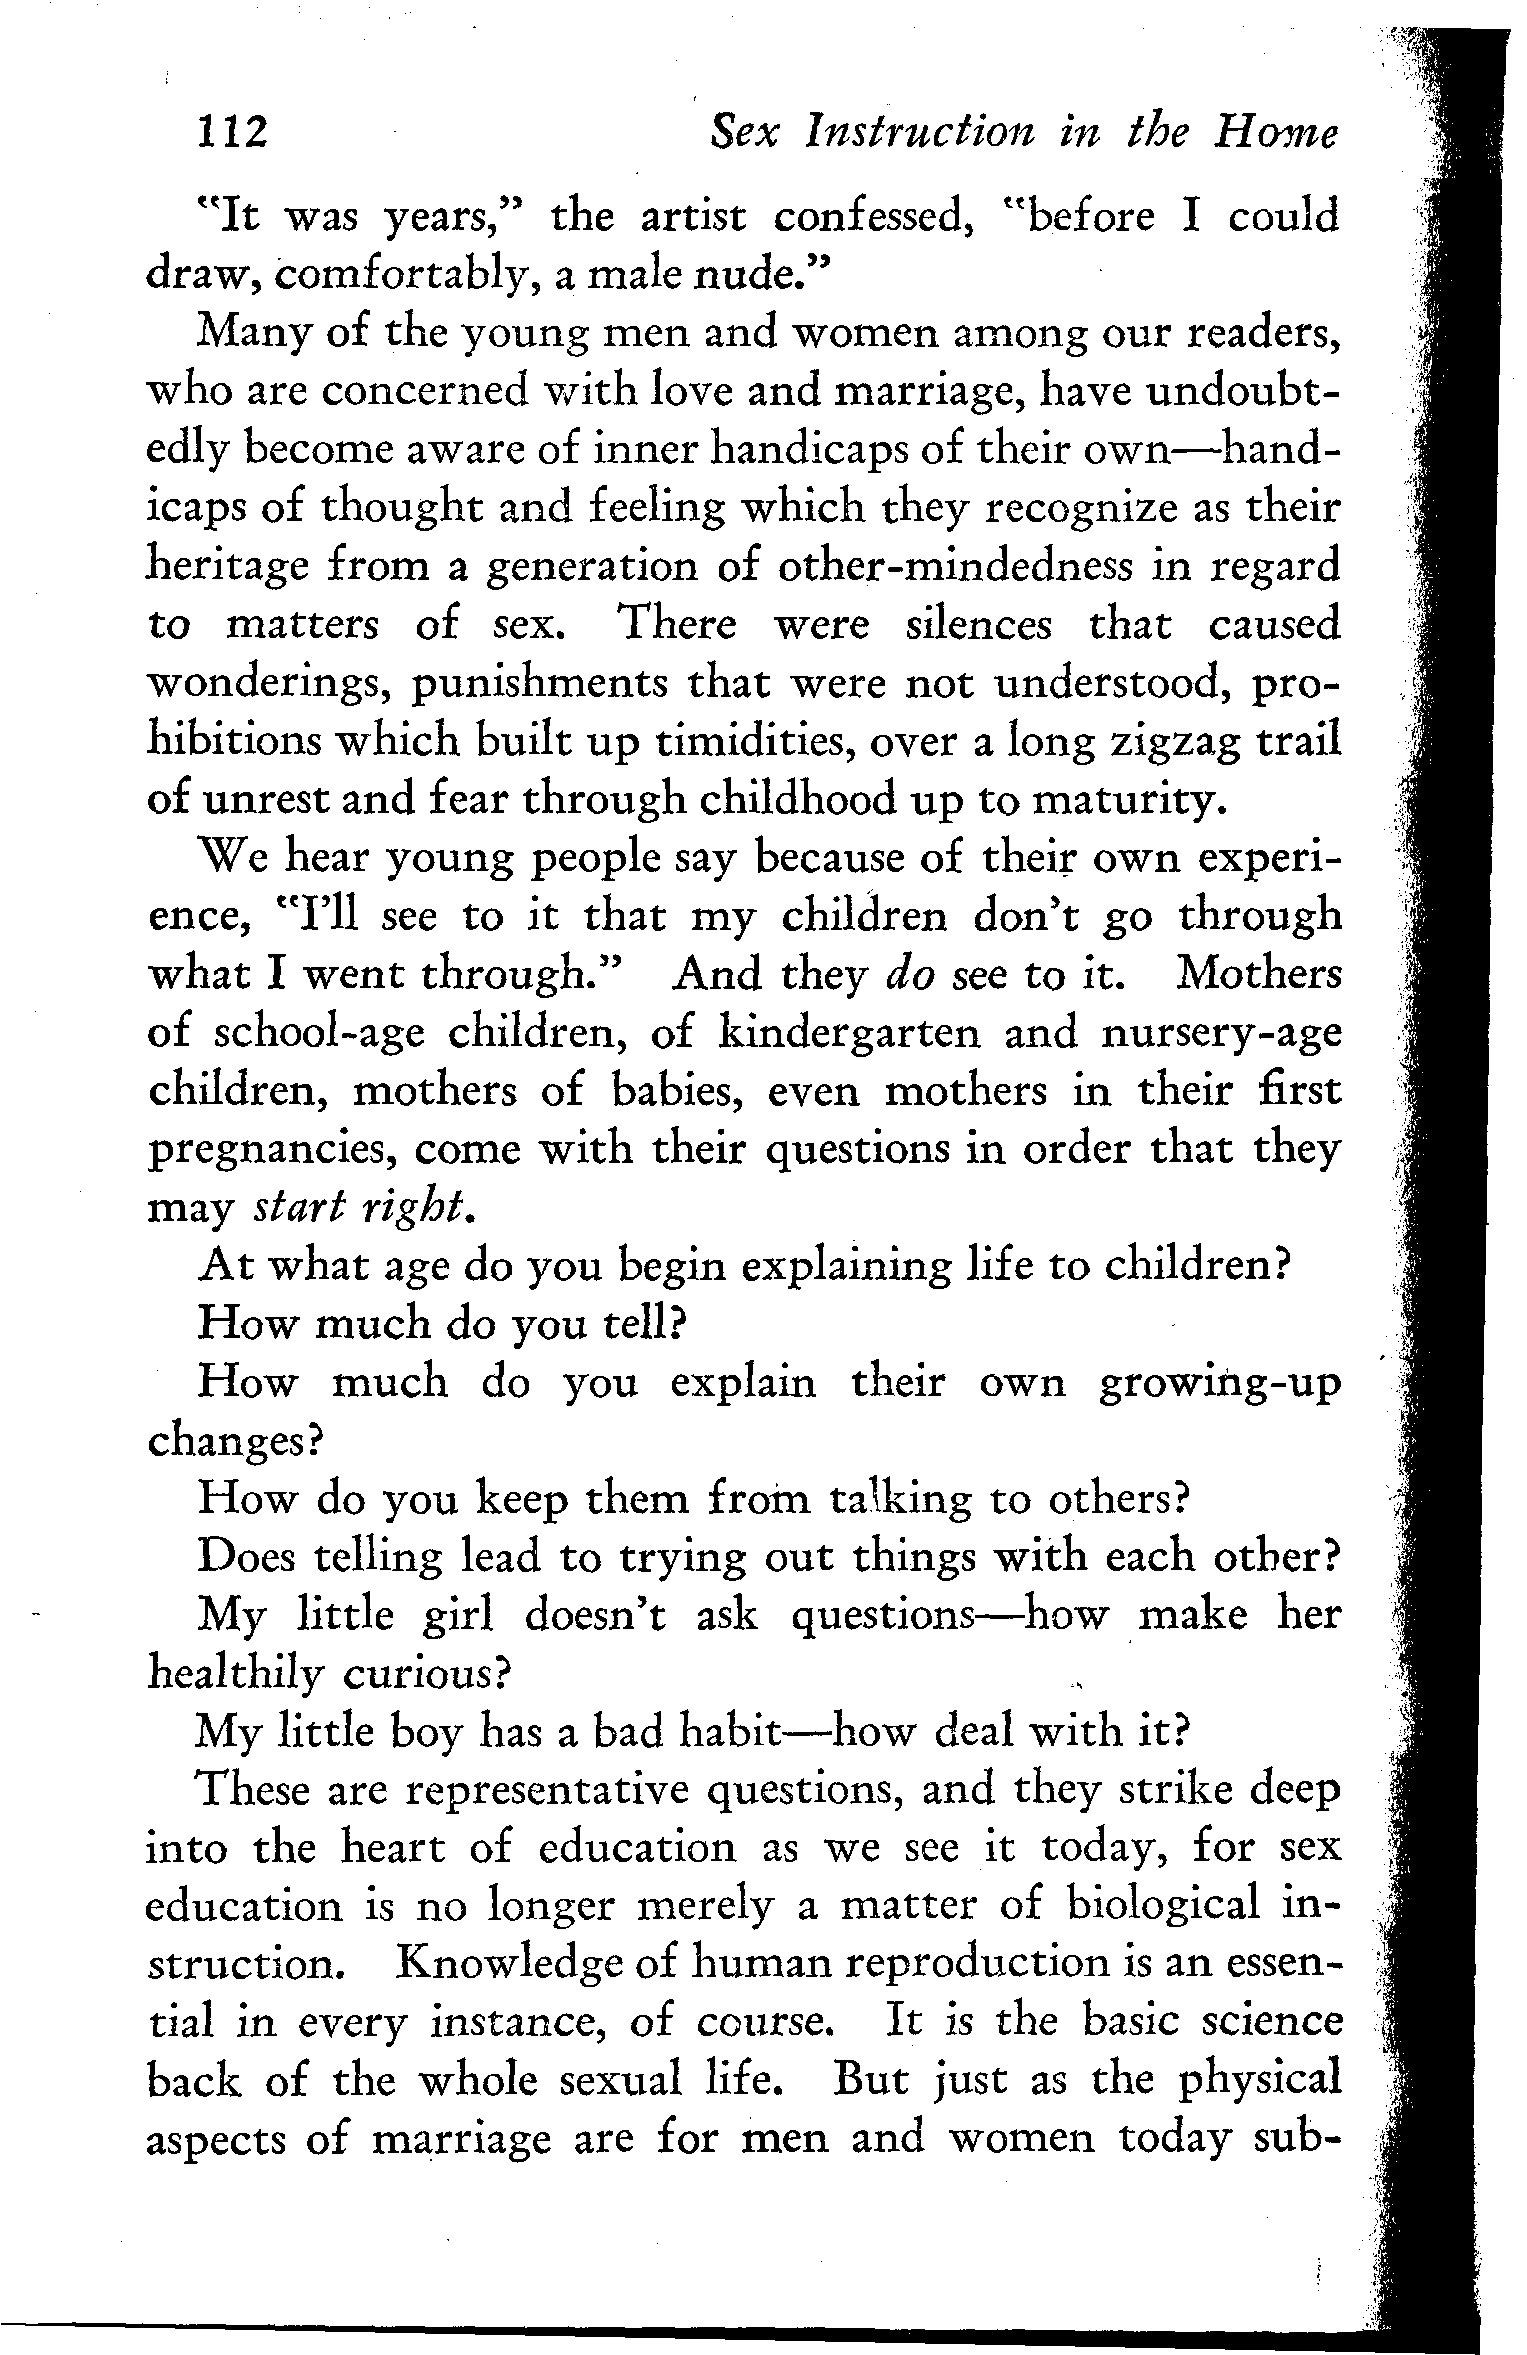 112 Sex Instruction in the Home
"It was years," the artist confessed, "before I could
draw, comfortably, a male nude."
Many of the young men and women among our readers,
who are concerned with love and marriage, have undoubt-
edly become aware of inner handicaps of their own—hand-
icaps of thought and feeling which they recognize as their
heritage from a generation of other-mindedness in regard
to matters of sex. There were silences that caused
wonderings, punishments that were not understood, pro-
hibitions which built up timidities, over a long zigzag trail
of unrest and fear through childhood up to maturity.
We hear young people say because of their own experi-
ence, "I'll see to it that my children don't go through
what I went through." And they do see to it. Mothers
of school-age children, of kindergarten and nursery-age
children, mothers of babies, even mothers in their first
pregnancies, come with their questions in order that they
may start right.
At what age do you begin explaining life to children?
How much do you tell?
How much do you explain their own growing-up
changes?
How do you keep them from talking to others?
Does telling lead to trying out things with each other?
My little girl doesn't ask questions—how make her
healthily curious?
My little boy has a bad habit—how deal with it?
These are representative questions, and they strike deep
into the heart of education as we see it today, for sex
education is no longer merely a matter of biological in-
struction. Knowledge of human reproduction is an essen-
tial in every instance, of course. It is the basic science
back of the whole sexual life. But just as the physical
aspects of marriage are for men and women today sub-